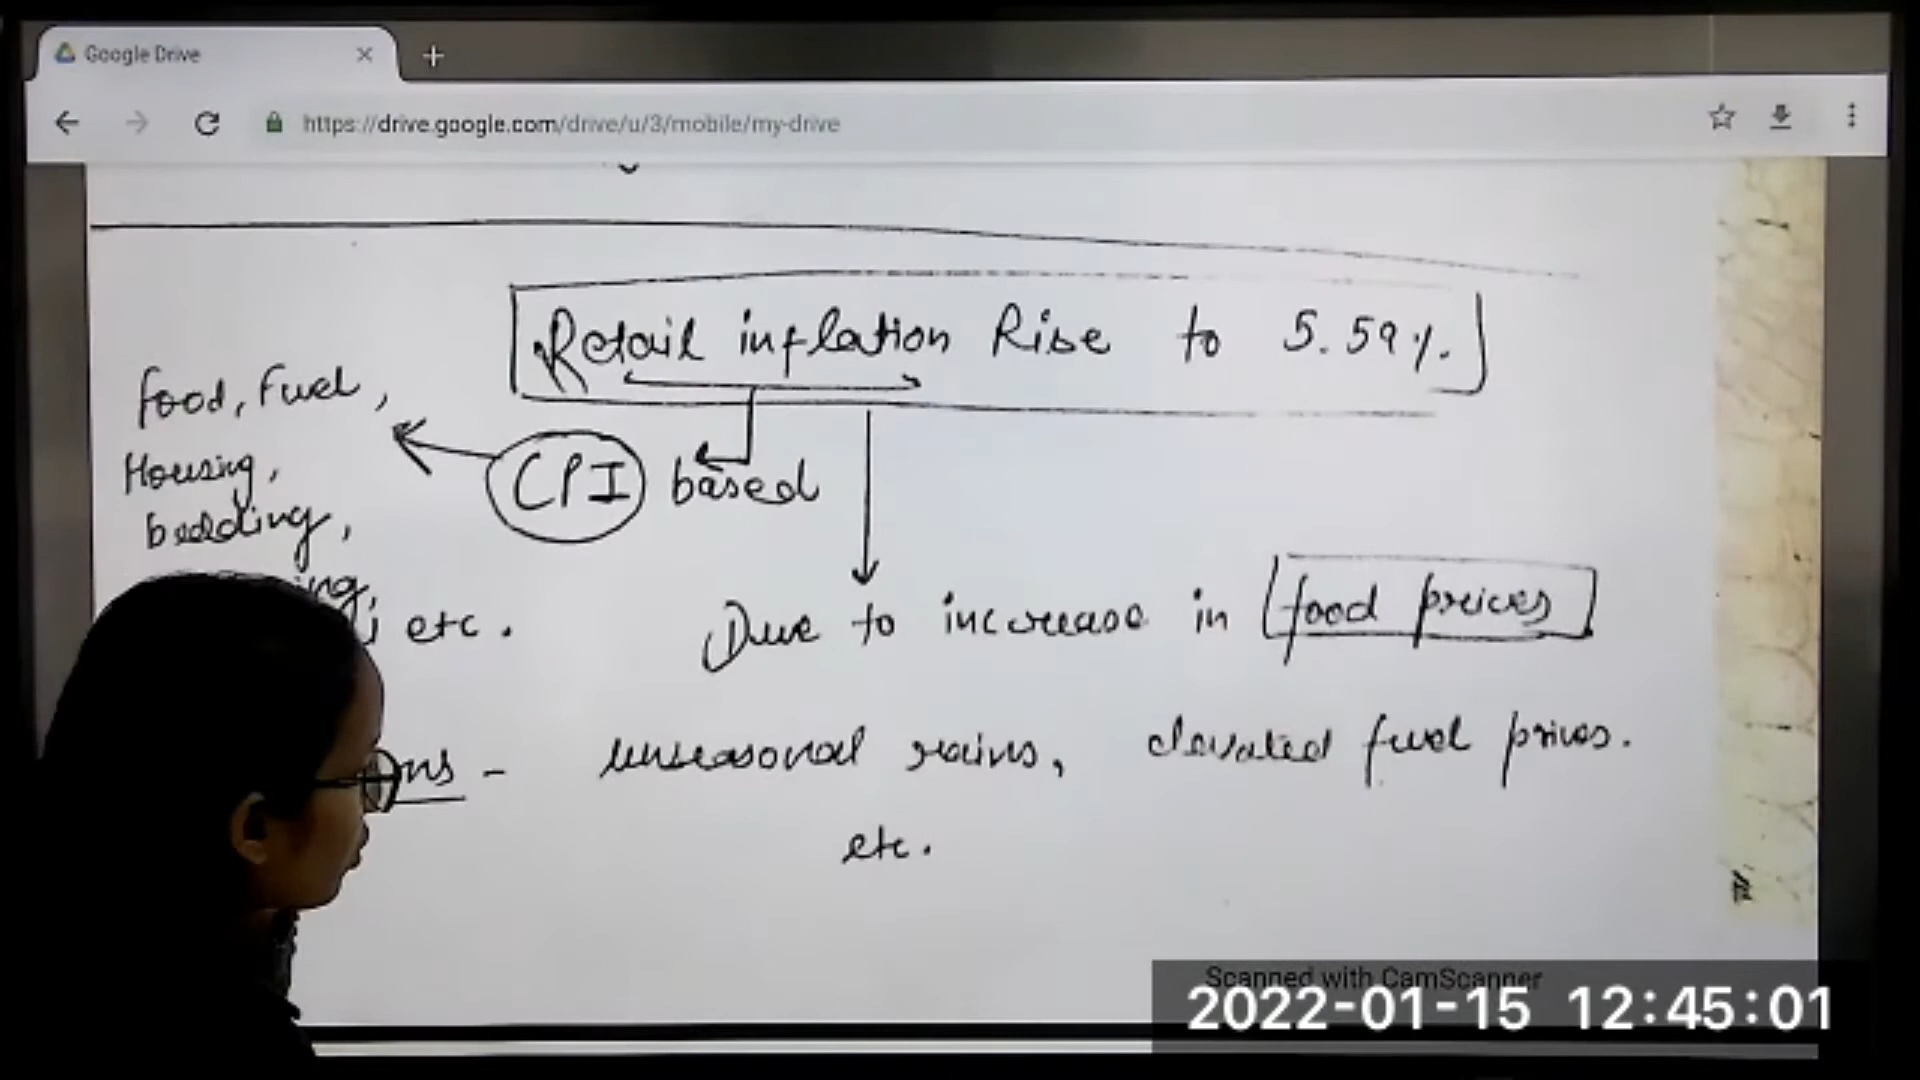 Google Drive
https://drive.google.com/drive/u/3/mobile/my-drive
Retail inflation Rise to 5.59%.
food, Fuel,
Housing,
bedding,
etc.
CPI based
Due to increase in food prices
unseasonal rains, elevated fuel prices.
etc.
Scanned with CamScanner
2022-01-15 12:45:01